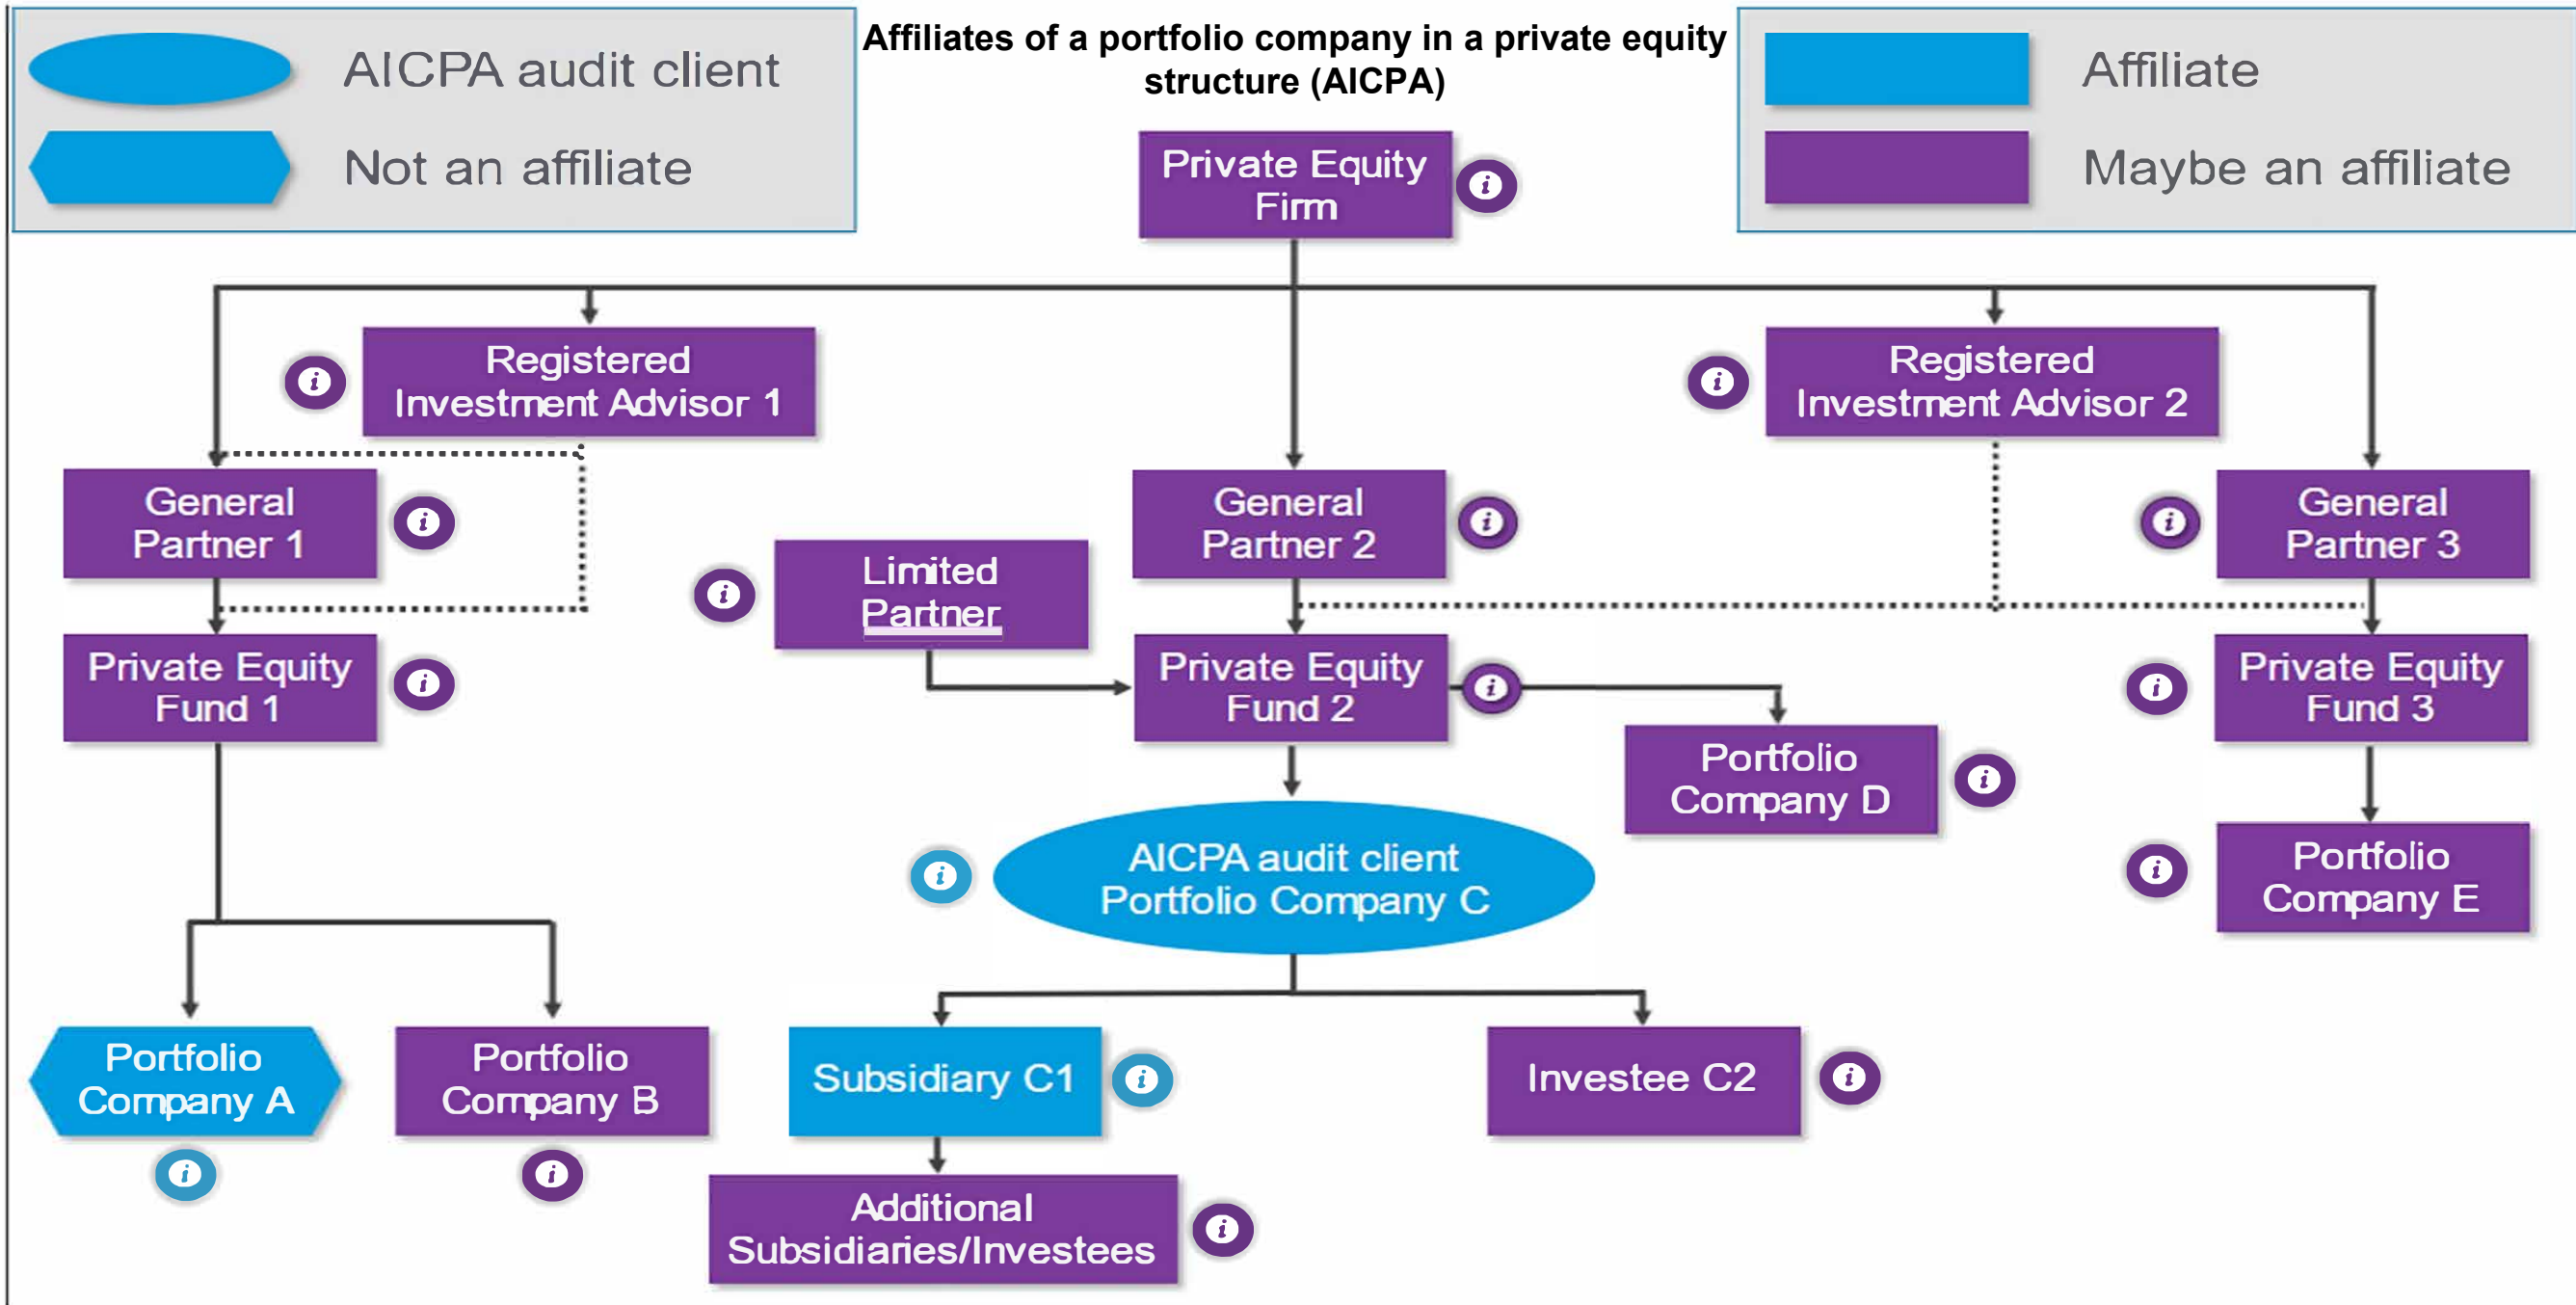 AICPA audit client
Not an affiliate
Affiliates of a portfolio company in a private equity
structure (AICPA)
Affiliate
Maybe an affiliate
Private Equity
Firm
i
Registered
Investment Advisor 1
i
Registered
Investment Advisor 2
i
General
Partner 1
i
General
Partner 2
i
General
Partner 3
i
Limited
Partner
i
Private Equity
Fund 1
i
Private Equity
Fund 2
i
Private Equity
Fund 3
i
Portfolio
Company D
i
AICPA audit client
Portfolio Company C
i
Portfolio
Company E
i
Portfolio
Company A
i
Portfolio
Company B
i
Subsidiary C1
i
Investee C2
i
Additional
Subsidiaries/Investees
i